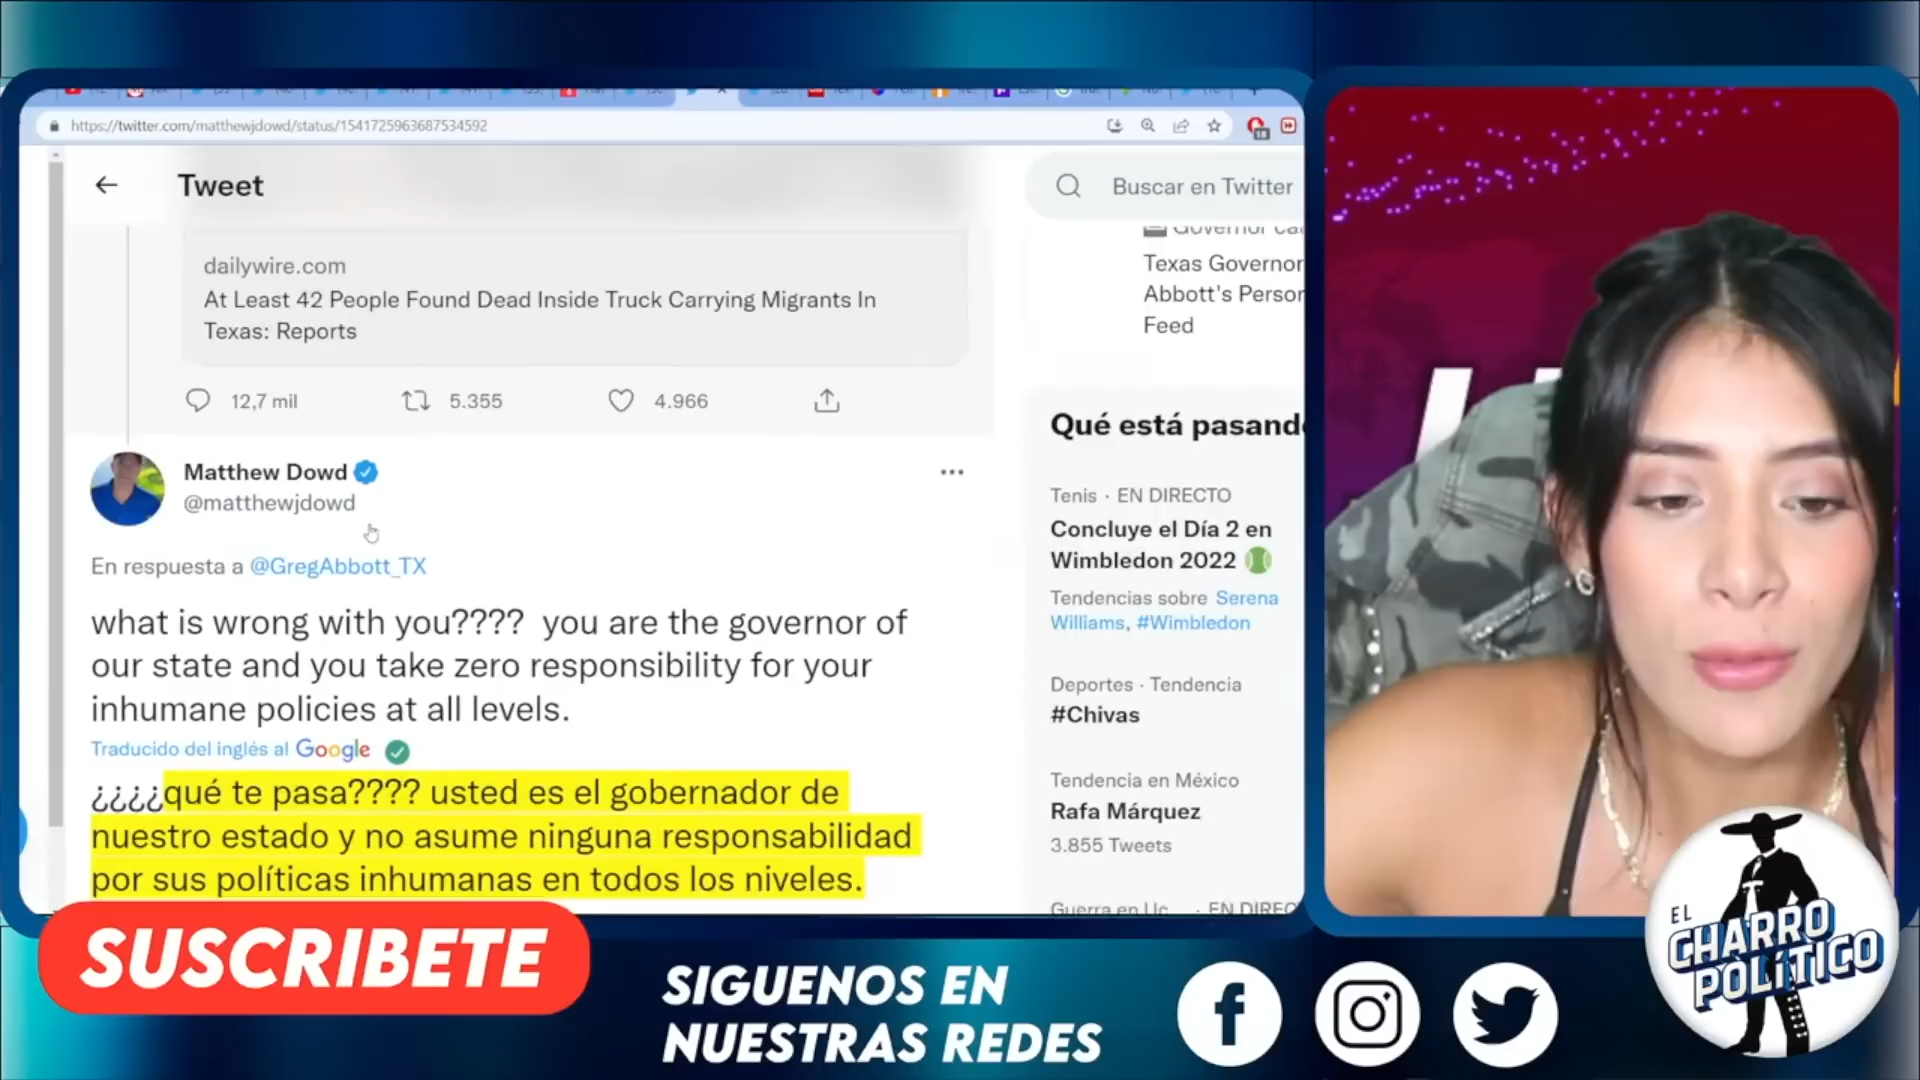 https://twitter.com/matthewjdowd/status/1541725963687534592
Tweet
Buscar en Twitter
dailywire.com
At Least 42 People Found Dead Inside Truck Carrying Migrants In
Texas: Reports
12,7 mil
5.355
4.966
Matthew Dowd
@matthewjdowd
En respuesta a @GregAbbott_TX
what is wrong with you????  you are the governor of
our state and you take zero responsibility for your
inhumane policies at all levels.
Traducido del inglés al Google
¿¿¿¿qué te pasa???? usted es el gobernador de
nuestro estado y no asume ninguna responsabilidad
por sus políticas inhumanas en todos los niveles.
Texas Governor
Abbott's Person
Feed
Qué está pasando
Tenis · EN DIRECTO
Concluye el Día 2 en
Wimbledon 2022
Tendencias sobre Serena
Williams, #Wimbledon
Deportes · Tendencia
#Chivas
Tendencia en México
Rafa Márquez
3.855 Tweets
SUSCRIBETE
SIGUENOS EN
NUESTRAS REDES
EL
CHARRO
POLÍTICO